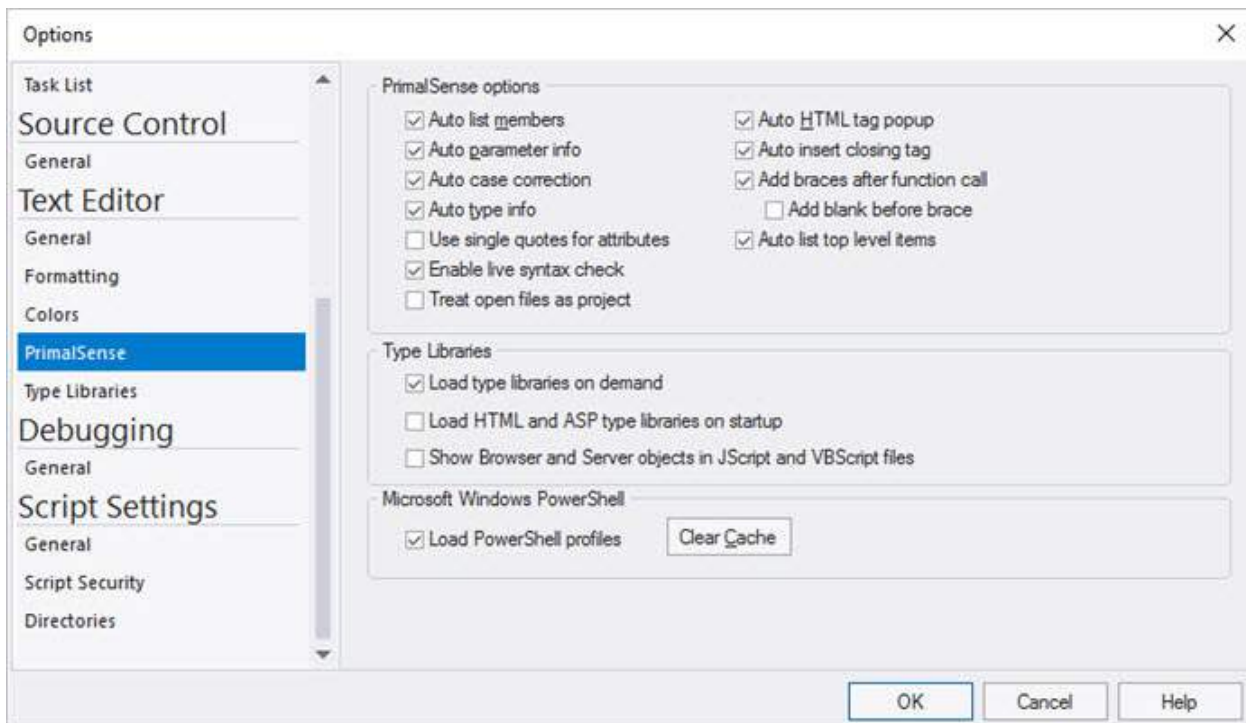 Options
Task List
Source Control
General
Text Editor
General
Formatting
Colors
PrimalSense
Type Libraries
Debugging
General
Script Settings
General
Script Security
Directories
PrimalSense options
Auto list members
Auto parameter info
Auto case correction
Auto type info
Use single quotes for attributes
Enable live syntax check
Treat open files as project
Auto HTML tag popup
Auto insert closing tag
Add braces after function call
Add blank before brace
Auto list top level items
Type Libraries
Load type libraries on demand
Load HTML and ASP type libraries on startup
Show Browser and Server objects in JScript and VBScript files
Microsoft Windows PowerShell
Load PowerShell profiles
Clear Cache
OK
Cancel
Help